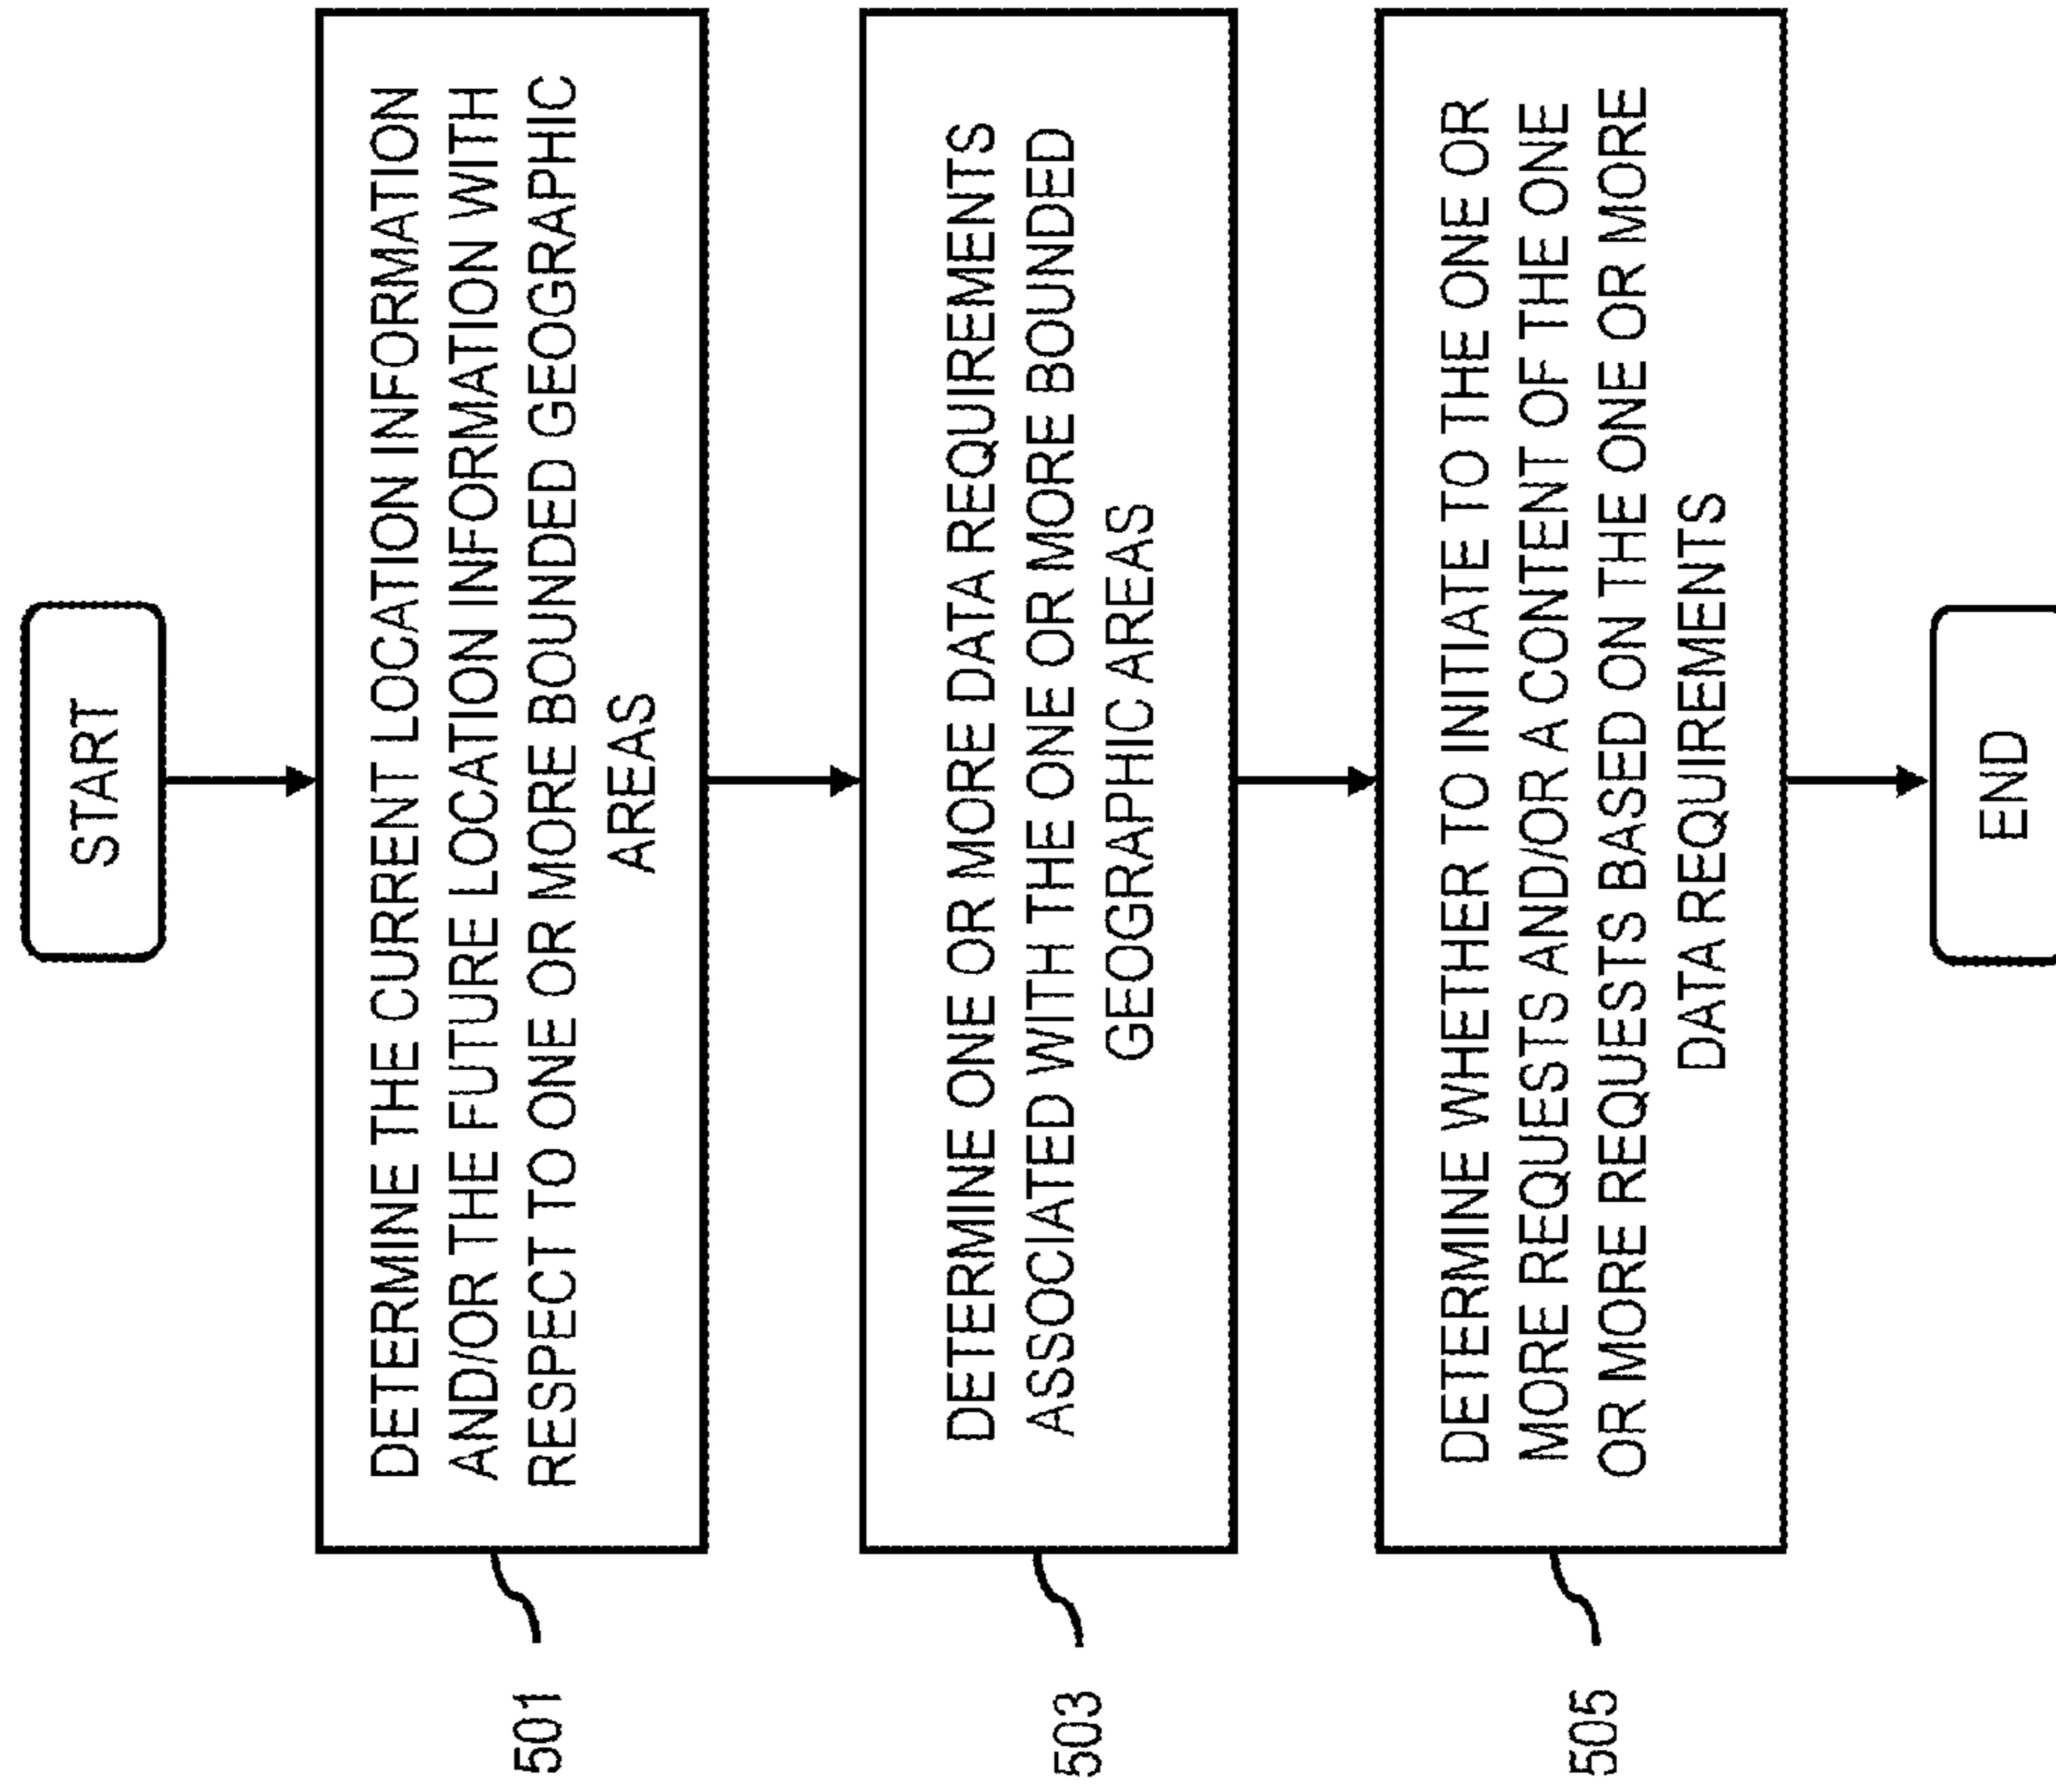 START
501
DETERMINE THE CURRENT LOCATION INFORMATION
AND/OR THE FUTURE LOCATION INFORMATION WITH
RESPECT TO ONE OR MORE BOUNDED GEOGRAPHIC
AREAS
503
DETERMINE ONE OR MORE DATA REQUIREMENTS
ASSOCIATED WITH THE ONE OR MORE BOUNDED
GEOGRAPHIC AREAS
505
DETERMINE WHETHER TO INITIATE TO THE ONE OR
MORE REQUESTS AND/OR A CONTENT OF THE ONE
OR MORE REQUESTS BASED ON THE ONE OR MORE
DATA REQUIREMENTS
END